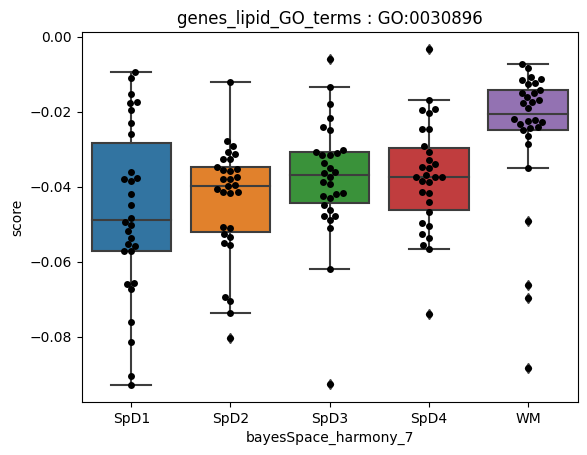 genes_lipid_GO_terms : GO:0030896
0.00
−0.02
−0.04
−0.06
−0.08
score
SpD1 SpD2 SpD3 SpD4 WM
bayesSpace_harmony_7